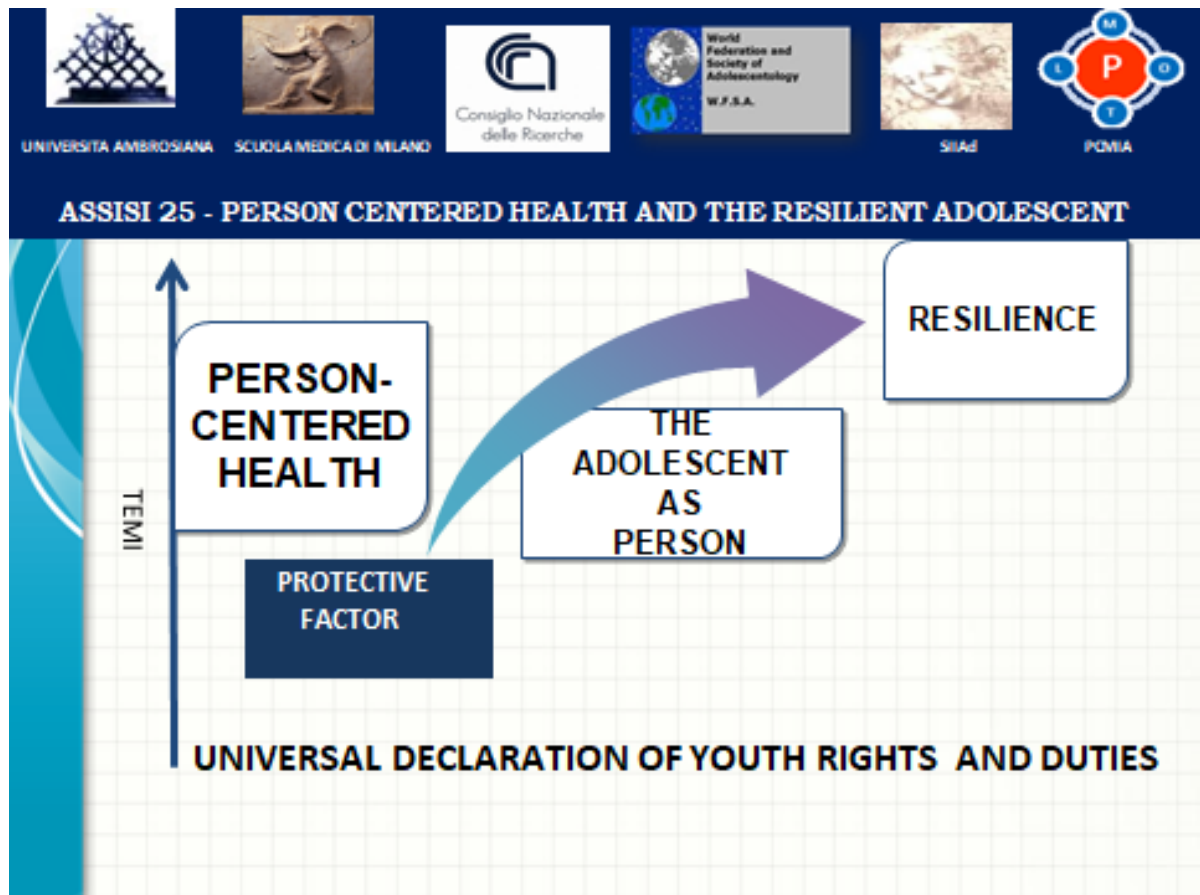 UNIVERSITA AMBROSIANA
SCUOLA MEDICA DI MILANO
Consiglio Nazionale
delle Ricerche
World
Federation and
Society of
Adolescentology
W.F.S.A.
SIIAd
M
L
P
O
T
PCMIA
ASSISI 25 - PERSON CENTERED HEALTH AND THE RESILIENT ADOLESCENT
RESILIENCE
PERSON-
CENTERED
HEALTH
THE
ADOLESCENT
AS
PERSON
TEMI
PROTECTIVE
FACTOR
UNIVERSAL DECLARATION OF YOUTH RIGHTS AND DUTIES